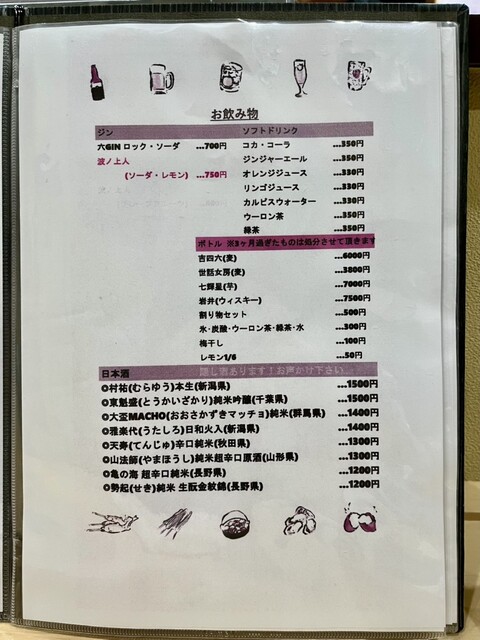 お飲み物
ジン
六GIN ロック・ソーダ ...700円
波ノ上人
(ソーダ・レモン) ...750円
ソフトドリンク
コカ・コーラ ...350円
ジンジャーエール ...350円
オレンジジュース ...330円
リンゴジュース ...330円
カルピスウォーター ...330円
ウーロン茶 ...350円
緑茶 ...350円
ボトル ※3ヶ月過ぎたものは処分させて頂きます
吉四六(麦) ...6000円
世話女房(麦) ...3800円
七輝星(芋) ...7000円
岩井(ウィスキー) ...7500円
割り物セット ...500円
氷・炭酸・ウーロン茶・緑茶・水 ...300円
梅干し ...100円
レモン1/6 ...50円
日本酒 隠し酒あります！お声かけ下さい
◎村祐(むらゆう)本生(新潟県) ...1500円
◎東魁盛(とうかいざかり)純米吟醸(千葉県) ...1500円
◎大盃MACHO(おおさかずきマッチョ)純米(群馬県) ...1400円
◎雅楽代(うたしろ)日和火入(新潟県) ...1400円
◎天寿(てんじゅ)辛口純米(秋田県) ...1300円
◎山法師(やまほうし)純米超辛口原酒(山形県) ...1300円
◎亀の海 超辛口純米(長野県) ...1200円
◎勢起(せき)純米 生酛金紋錦(長野県) ...1200円